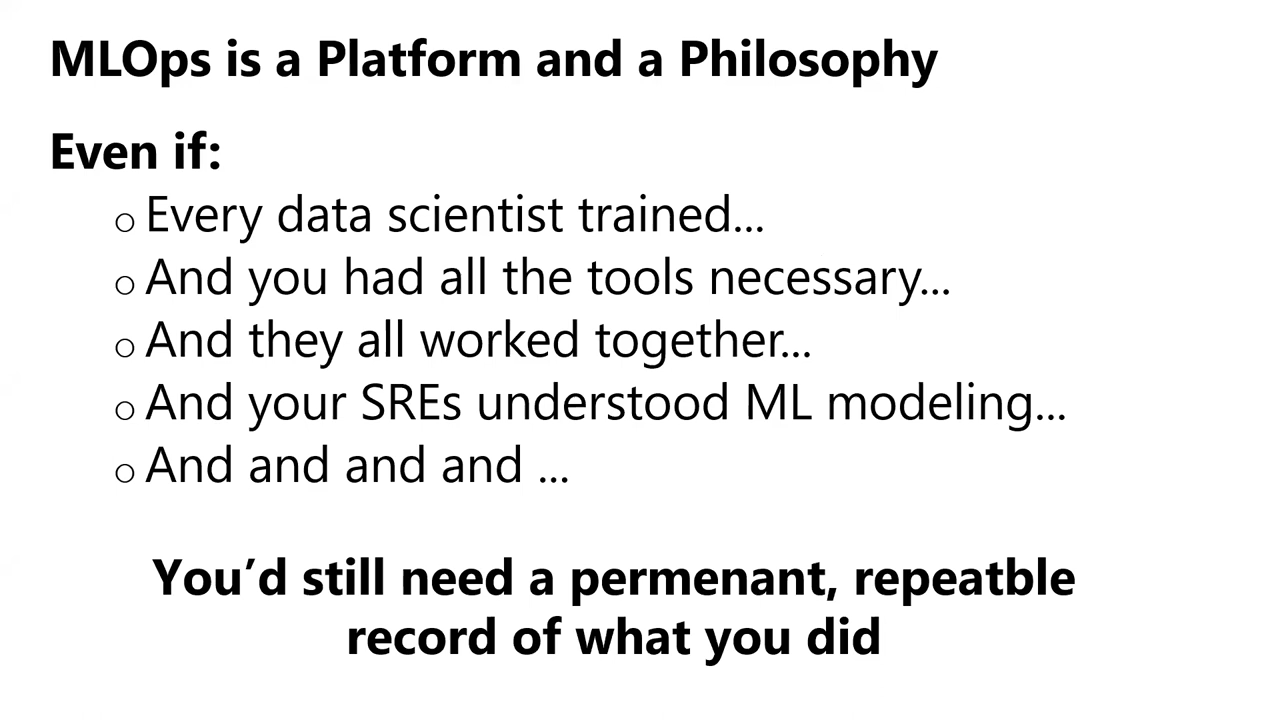 MLOps is a Platform and a Philosophy
Even if:
○ Every data scientist trained...
○ And you had all the tools necessary...
○ And they all worked together...
○ And your SREs understood ML modeling...
○ And and and and ...
You’d still need a permenant, repeatble
record of what you did